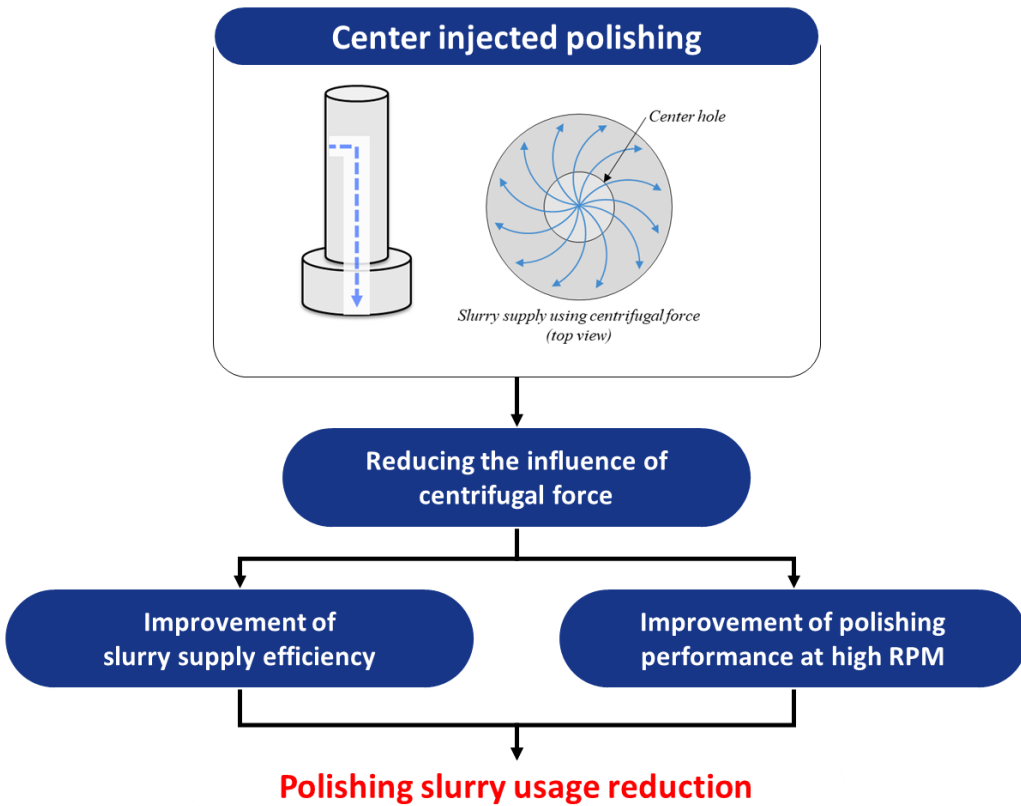 Center injected polishing
Center hole
Slurry supply using centrifugal force
(top view)
Reducing the influence of
centrifugal force
Improvement of
slurry supply efficiency
Improvement of polishing
performance at high RPM
Polishing slurry usage reduction